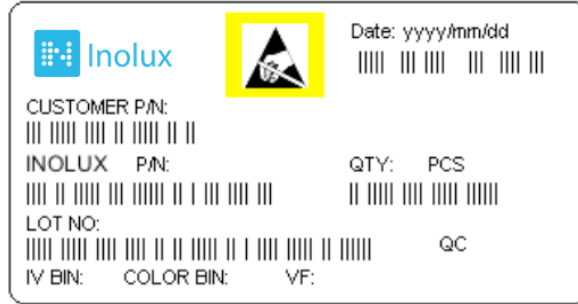 Inolux
Date: yyyy/mm/dd
CUSTOMER P/N:
INOLUX P/N:
QTY: PCS
LOT NO:
QC
IV BIN: COLOR BIN: VF: